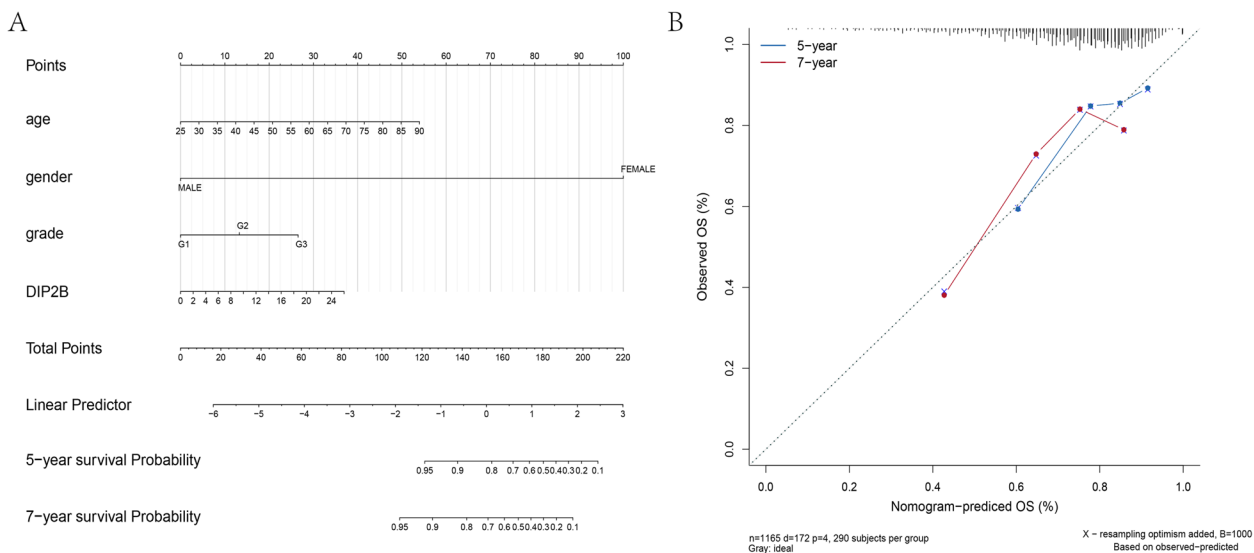 A
Points
0 10 20 30 40 50 60 70 80 90 100
age
25 30 35 40 45 50 55 60 65 70 75 80 85 90
gender
FEMALE
MALE
grade
G2
G1 G3
DIP2B
0 2 4 6 8 10 12 14 16 18 20 22 24
Total Points
0 20 40 60 80 100 120 140 160 180 200 220
Linear Predictor
−6 −5 −4 −3 −2 −1 0 1 2 3
5−year survival Probability
0.95 0.9 0.8 0.7 0.6 0.5 0.4 0.3 0.2 0.1
7−year survival Probability
0.95 0.9 0.8 0.7 0.6 0.5 0.4 0.3 0.2 0.1
B
5−year
7−year
Observed OS (%)
1.0
0.8
0.6
0.4
0.2
0.0
0.0 0.2 0.4 0.6 0.8 1.0
Nomogram−prediced OS (%)
n=1165 d=172 p=4, 290 subjects per group
Gray: ideal
X − resampling optimism added, B=1000
Based on observed−predicted